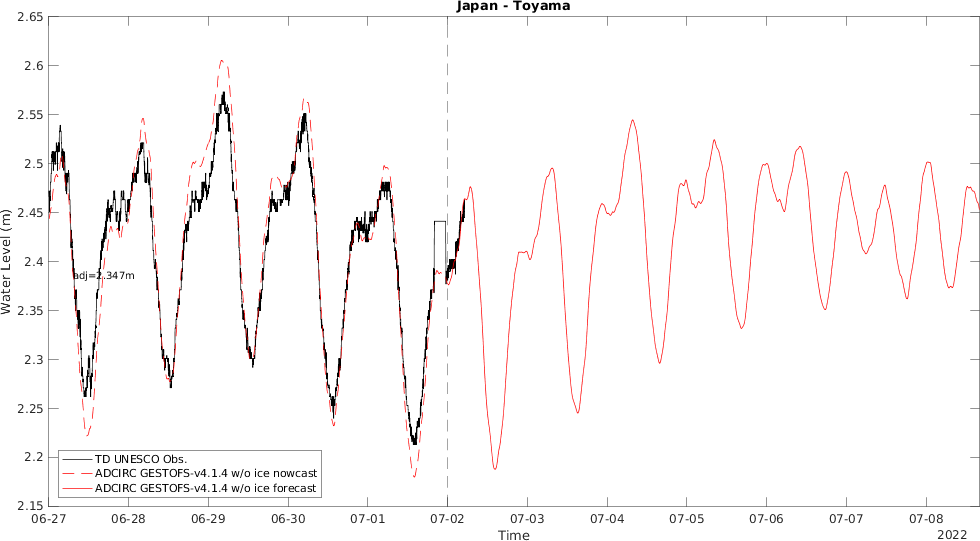 Japan - Toyama
Water Level (m)
2.65
2.6
2.55
2.5
2.45
2.4
2.35
2.3
2.25
2.2
2.15
adj=2.347m
TD UNESCO Obs.
ADCIRC GESTOFS-v4.1.4 w/o ice nowcast
ADCIRC GESTOFS-v4.1.4 w/o ice forecast
06-27 06-28 06-29 06-30 07-01 07-02 07-03 07-04 07-05 07-06 07-07 07-08
Time
2022